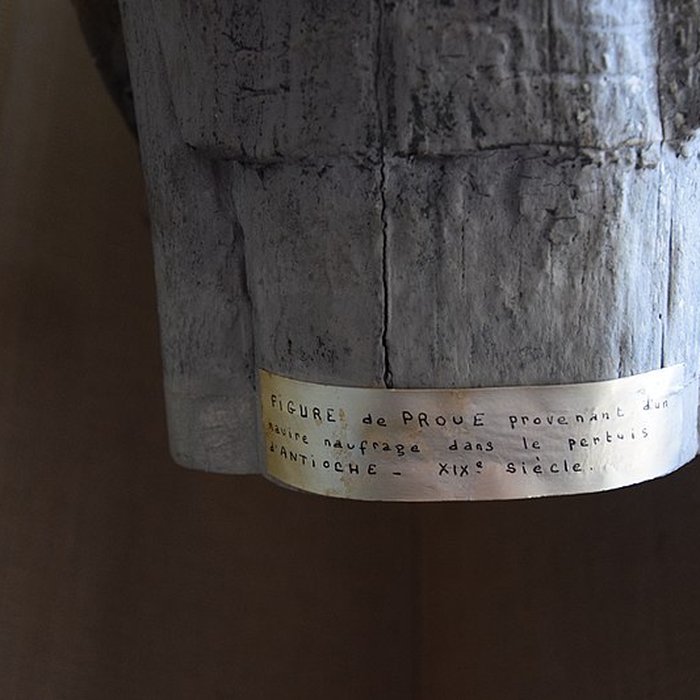 FIGURE de PROUE provenant d'un
navire naufragé dans le pertuis
d'ANTIOCHE - XIXe siècle.